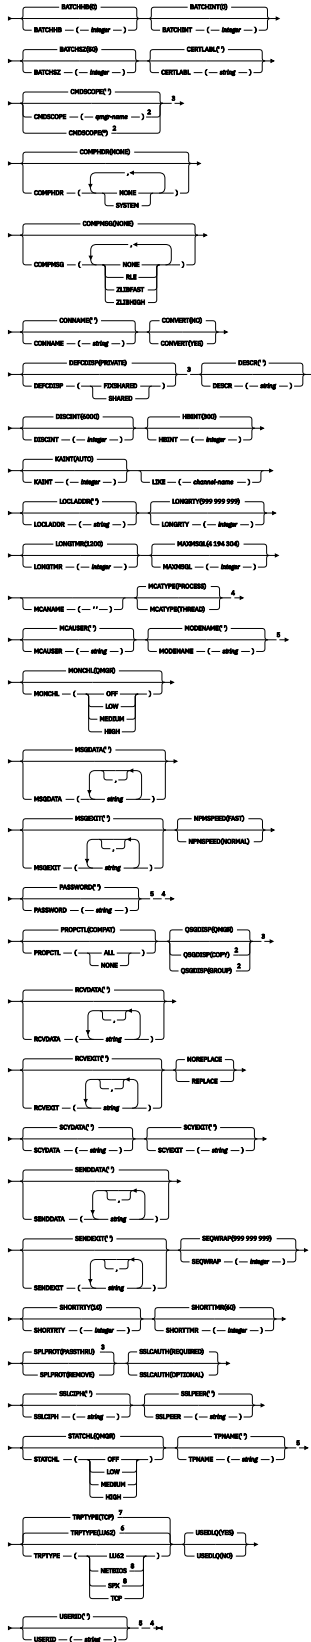 BATCHHB(0) BATCHINT(0)
BATCHHB ( integer ) BATCHINT ( integer )
BATCHSZ(50) CERTLABL(' ')
BATCHSZ ( integer ) CERTLABL ( string )
CMDSCOPE(' ') 3
CMDSCOPE ( qmgr-name ) 2
CMDSCOPE(*) 2
COMPHDR(NONE)
,
COMPHDR ( NONE )
SYSTEM
COMPMSG(NONE)
,
COMPMSG ( NONE )
RLE
ZLIBFAST
ZLIBHIGH
CONNAME(' ') CONVERT(NO)
CONNAME ( string ) CONVERT(YES)
DEFCDISP(PRIVATE) 3 DESCR(' ')
DEFCDISP ( FIXSHARED ) DESCR ( string )
SHARED
DISCINT(6000) HBINT(300)
DISCINT ( integer ) HBINT ( integer )
KAINT(AUTO)
KAINT ( integer ) LIKE ( channel-name )
LOCLADDR(' ') LONGRTY(999 999 999)
LOCLADDR ( string ) LONGRTY ( integer )
LONGTMR(1200) MAXMSGL(4 194 304)
LONGTMR ( integer ) MAXMSGL ( integer )
MCATYPE(PROCESS) 4
MCANAME ( ' ' ) MCATYPE(THREAD)
MCAUSER(' ') MODENAME(' ') 5
MCAUSER ( string ) MODENAME ( string )
MONCHL(QMGR)
MONCHL ( OFF )
LOW
MEDIUM
HIGH
MSGDATA(' ')
,
MSGDATA ( string )
MSGEXIT(' ') NPMSPEED(FAST)
, NPMSPEED(NORMAL)
MSGEXIT ( string )
PASSWORD(' ') 5 4
PASSWORD ( string )
PROPCTL(COMPAT) QSGDISP(QMGR) 3
PROPCTL ( ALL ) QSGDISP(COPY) 2
NONE QSGDISP(GROUP) 2
RCVDATA(' ')
,
RCVDATA ( string )
RCVEXIT(' ') NOREPLACE
, REPLACE
RCVEXIT ( string )
SCYDATA(' ') SCYEXIT(' ')
SCYDATA ( string ) SCYEXIT ( string )
SENDDATA(' ')
,
SENDDATA ( string )
SENDEXIT(' ') SEQWRAP(999 999 999)
, SEQWRAP ( integer )
SENDEXIT ( string )
SHORTRTY(10) SHORTTMR(60)
SHORTRTY ( integer ) SHORTTMR ( integer )
SPLPROT(PASSTHRU) 3 SSLCAUTH(REQUIRED)
SPLPROT(REMOVE) SSLCAUTH(OPTIONAL)
SSLCIPH(' ') SSLPEER(' ')
SSLCIPH ( string ) SSLPEER ( string )
STATCHL(QMGR) TPNAME(' ') 5
STATCHL ( OFF ) TPNAME ( string )
LOW
MEDIUM
HIGH
TRPTYPE(TCP) 7
TRPTYPE(LU62) 6 USEDLQ(YES)
TRPTYPE ( LU62 ) USEDLQ(NO)
NETBIOS 8
SPX 8
TCP
USERID(' ') 5 4
USERID ( string )